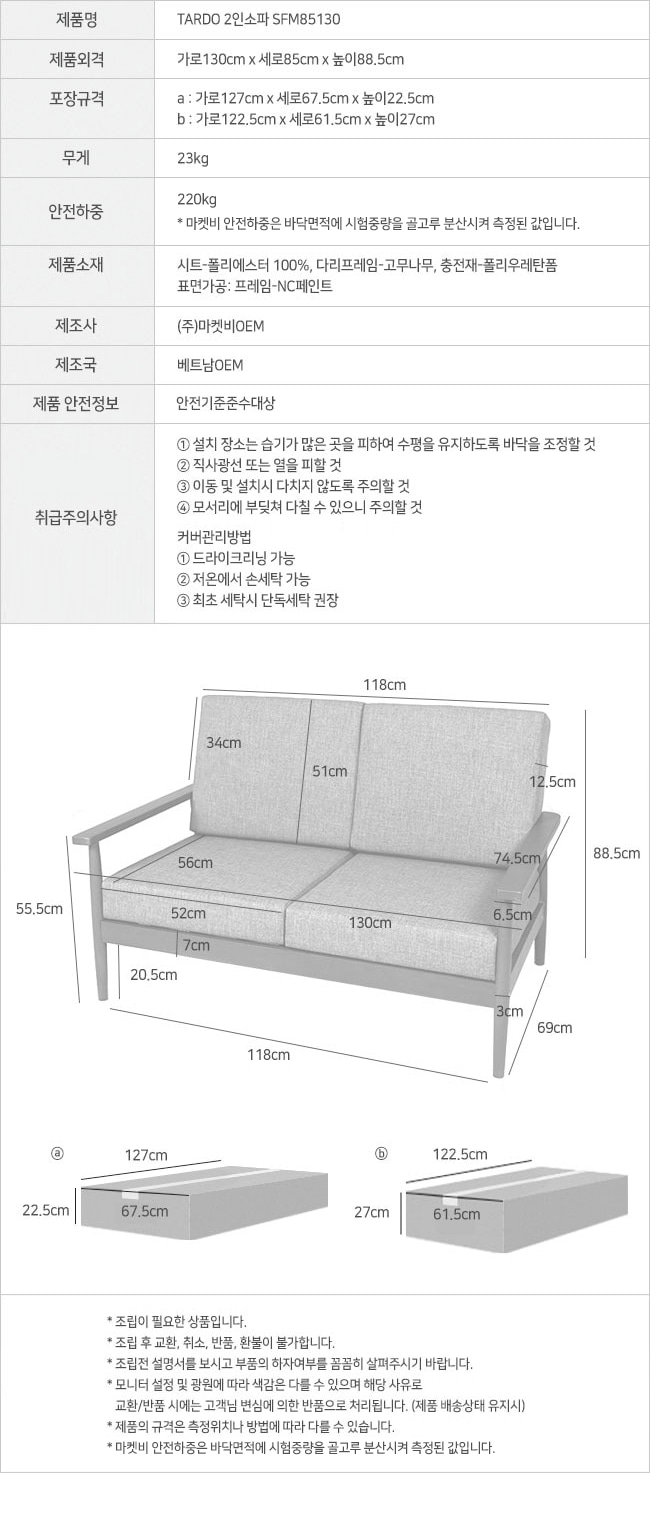 제품명
TARDO 2인소파 SFM85130
제품외격
가로130cm x 세로85cm x 높이88.5cm
포장규격
a : 가로127cm x 세로67.5cm x 높이22.5cm
b : 가로122.5cm x 세로61.5cm x 높이27cm
무게
23kg
안전하중
220kg
* 마켓비 안전하중은 바닥면적에 시험중량을 골고루 분산시켜 측정된 값입니다.
제품소재
시트-폴리에스터 100%, 다리프레임-고무나무, 충전재-폴리우레탄폼
표면가공: 프레임-NC페인트
제조사
(주)마켓비OEM
제조국
베트남OEM
제품 안전정보
안전기준준수대상
취급주의사항
① 설치 장소는 습기가 많은 곳을 피하여 수평을 유지하도록 바닥을 조정할 것
② 직사광선 또는 열을 피할 것
③ 이동 및 설치시 다치지 않도록 주의할 것
④ 모서리에 부딪쳐 다칠 수 있으니 주의할 것
커버관리방법
① 드라이크리닝 가능
② 저온에서 손세탁 가능
③ 최초 세탁시 단독세탁 권장
118cm
34cm
51cm
12.5cm
88.5cm
74.5cm
56cm
55.5cm
52cm
130cm
6.5cm
7cm
20.5cm
3cm
69cm
118cm
ⓐ
127cm
22.5cm
67.5cm
ⓑ
122.5cm
27cm
61.5cm
* 조립이 필요한 상품입니다.
* 조립 후 교환, 취소, 반품, 환불이 불가합니다.
* 조립전 설명서를 보시고 부품의 하자여부를 꼼꼼히 살펴주시기 바랍니다.
* 모니터 설정 및 광원에 따라 색감은 다를 수 있으며 해당 사유로
교환/반품 시에는 고객님 변심에 의한 반품으로 처리됩니다. (제품 배송상태 유지시)
* 제품의 규격은 측정위치나 방법에 따라 다를 수 있습니다.
* 마켓비 안전하중은 바닥면적에 시험중량을 골고루 분산시켜 측정된 값입니다.